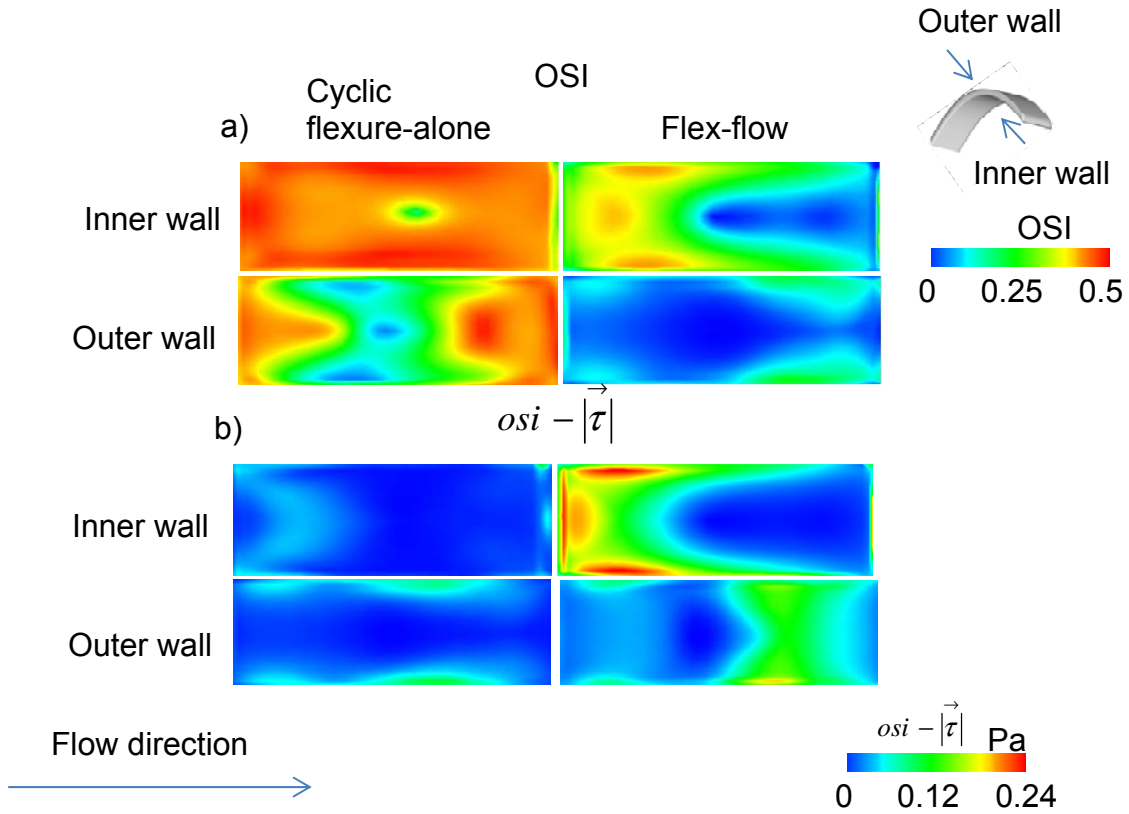 Outer wall
OSI
Cyclic
flexure-alone
a)
Flex-flow
Inner wall
Inner wall
OSI
0 0.25 0.5
Outer wall
osi − |τ⃗|
b)
Inner wall
Outer wall
Flow direction
osi − |τ⃗| Pa
0 0.12 0.24